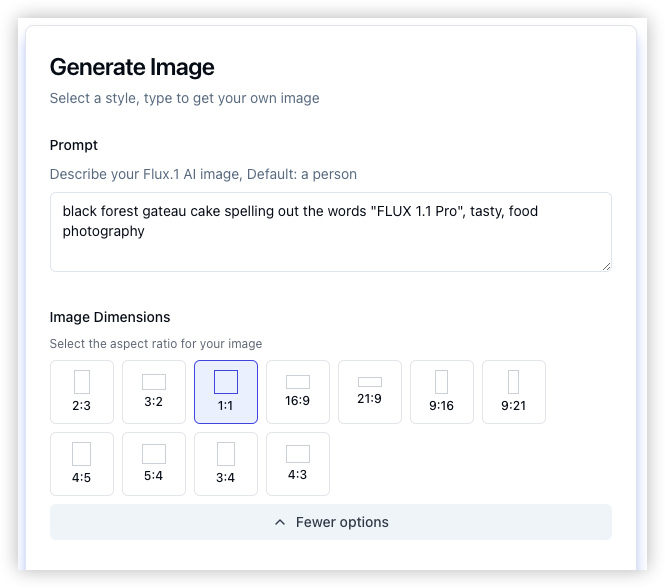 Generate Image
Select a style, type to get your own image
Prompt
Describe your Flux.1 AI image, Default: a person
black forest gateau cake spelling out the words "FLUX 1.1 Pro", tasty, food
photography
Image Dimensions
Select the aspect ratio for your image
2:3 3:2 1:1 16:9 21:9 9:16 9:21
4:5 5:4 3:4 4:3
Fewer options